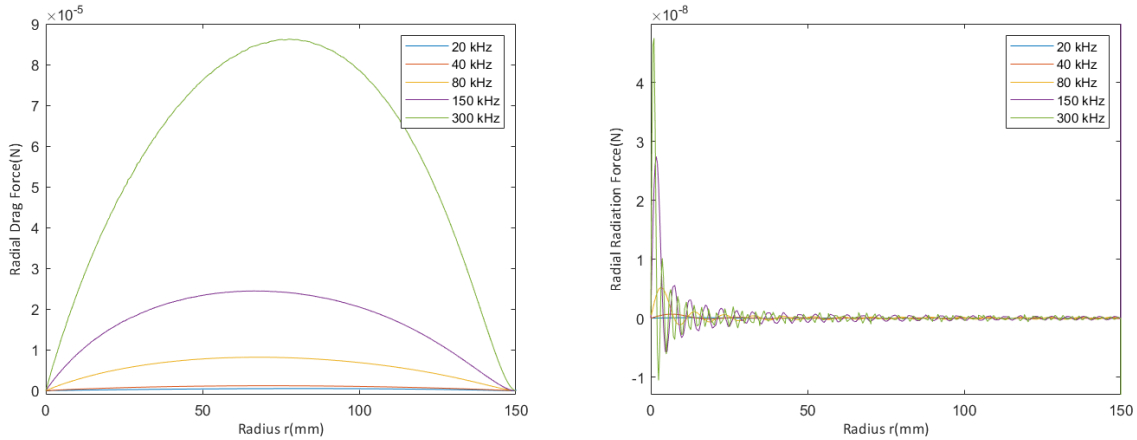 ×10⁻⁵
9
8
7
6
5
4
3
2
1
0
0 50 100 150
Radius r(mm)
Radial Drag Force(N)
20 kHz
40 kHz
80 kHz
150 kHz
300 kHz
×10⁻⁸
4
3
2
1
0
-1
0 50 100 150
Radius r(mm)
Radial Radiation Force(N)
20 kHz
40 kHz
80 kHz
150 kHz
300 kHz